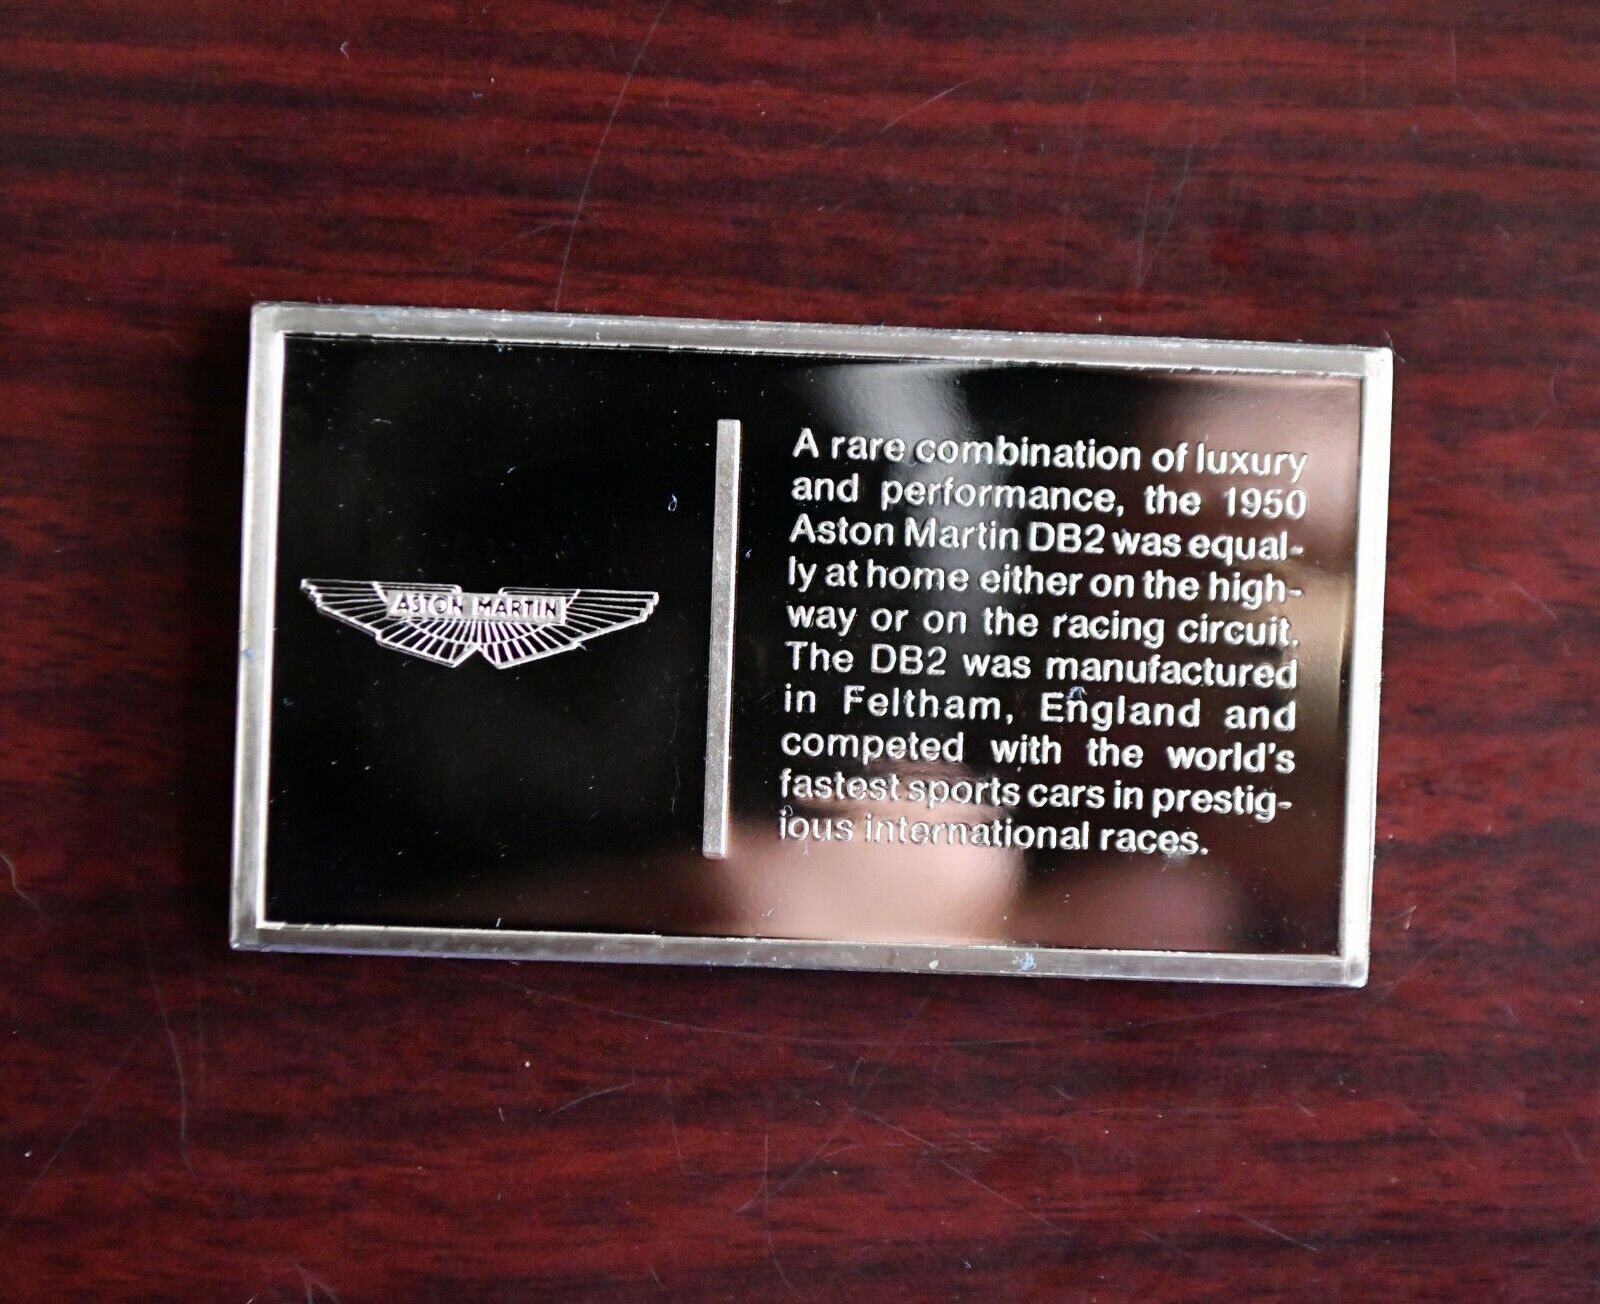 ASTON MARTIN
A rare combination of luxury
and performance, the 1950
Aston Martin DB2 was equal-
ly at home either on the high-
way or on the racing circuit.
The DB2 was manufactured
in Feltham, England and
competed with the world's
fastest sports cars in prestig-
ious international races.